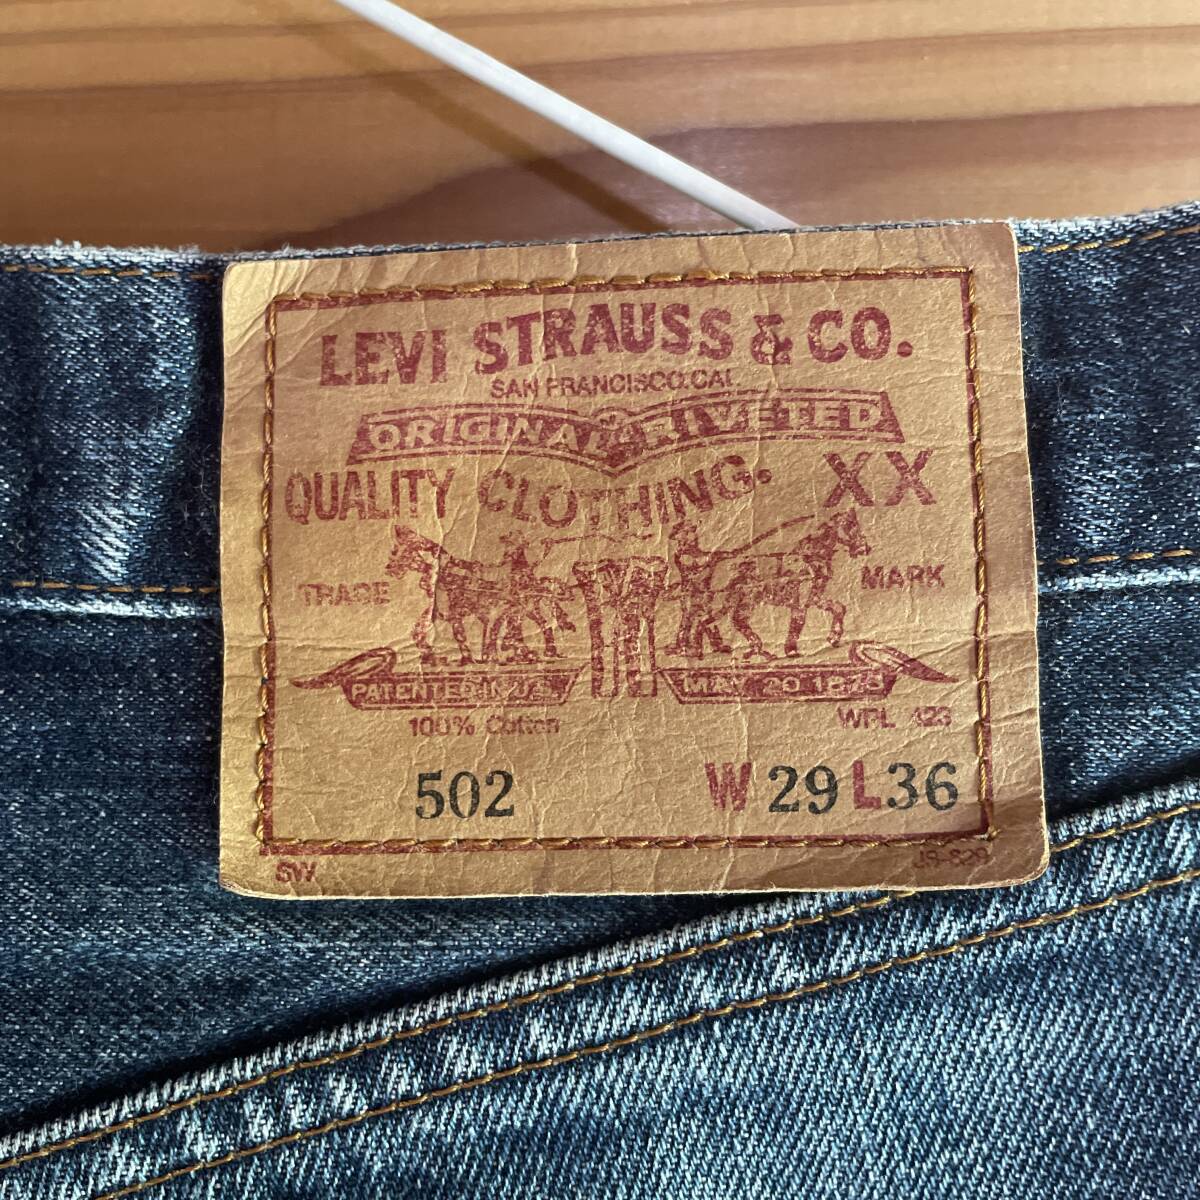 LEVI STRAUSS & CO.
SAN FRANCISCO, CAL.
ORIGINAL RIVETED
QUALITY CLOTHING. XX
TRADE MARK
PATENTED IN U.S. MAY 20 1873
100% Cotton WPL 423
502 W 29 L 36
SW